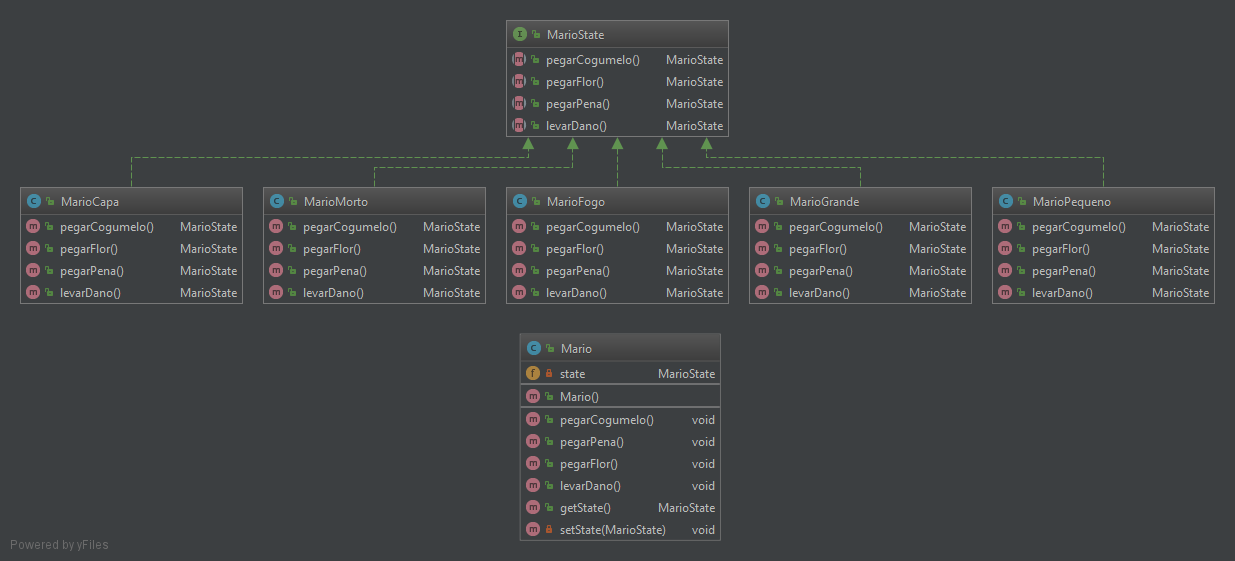 MarioState
pegarCogumelo() MarioState
pegarFlor() MarioState
pegarPena() MarioState
levarDano() MarioState
MarioCapa
pegarCogumelo() MarioState
pegarFlor() MarioState
pegarPena() MarioState
levarDano() MarioState
MarioMorto
pegarCogumelo() MarioState
pegarFlor() MarioState
pegarPena() MarioState
levarDano() MarioState
MarioFogo
pegarCogumelo() MarioState
pegarFlor() MarioState
pegarPena() MarioState
levarDano() MarioState
MarioGrande
pegarCogumelo() MarioState
pegarFlor() MarioState
pegarPena() MarioState
levarDano() MarioState
MarioPequeno
pegarCogumelo() MarioState
pegarFlor() MarioState
pegarPena() MarioState
levarDano() MarioState
Mario
state MarioState
Mario()
pegarCogumelo() void
pegarPena() void
pegarFlor() void
levarDano() void
getState() MarioState
setState(MarioState) void
Powered by yFiles